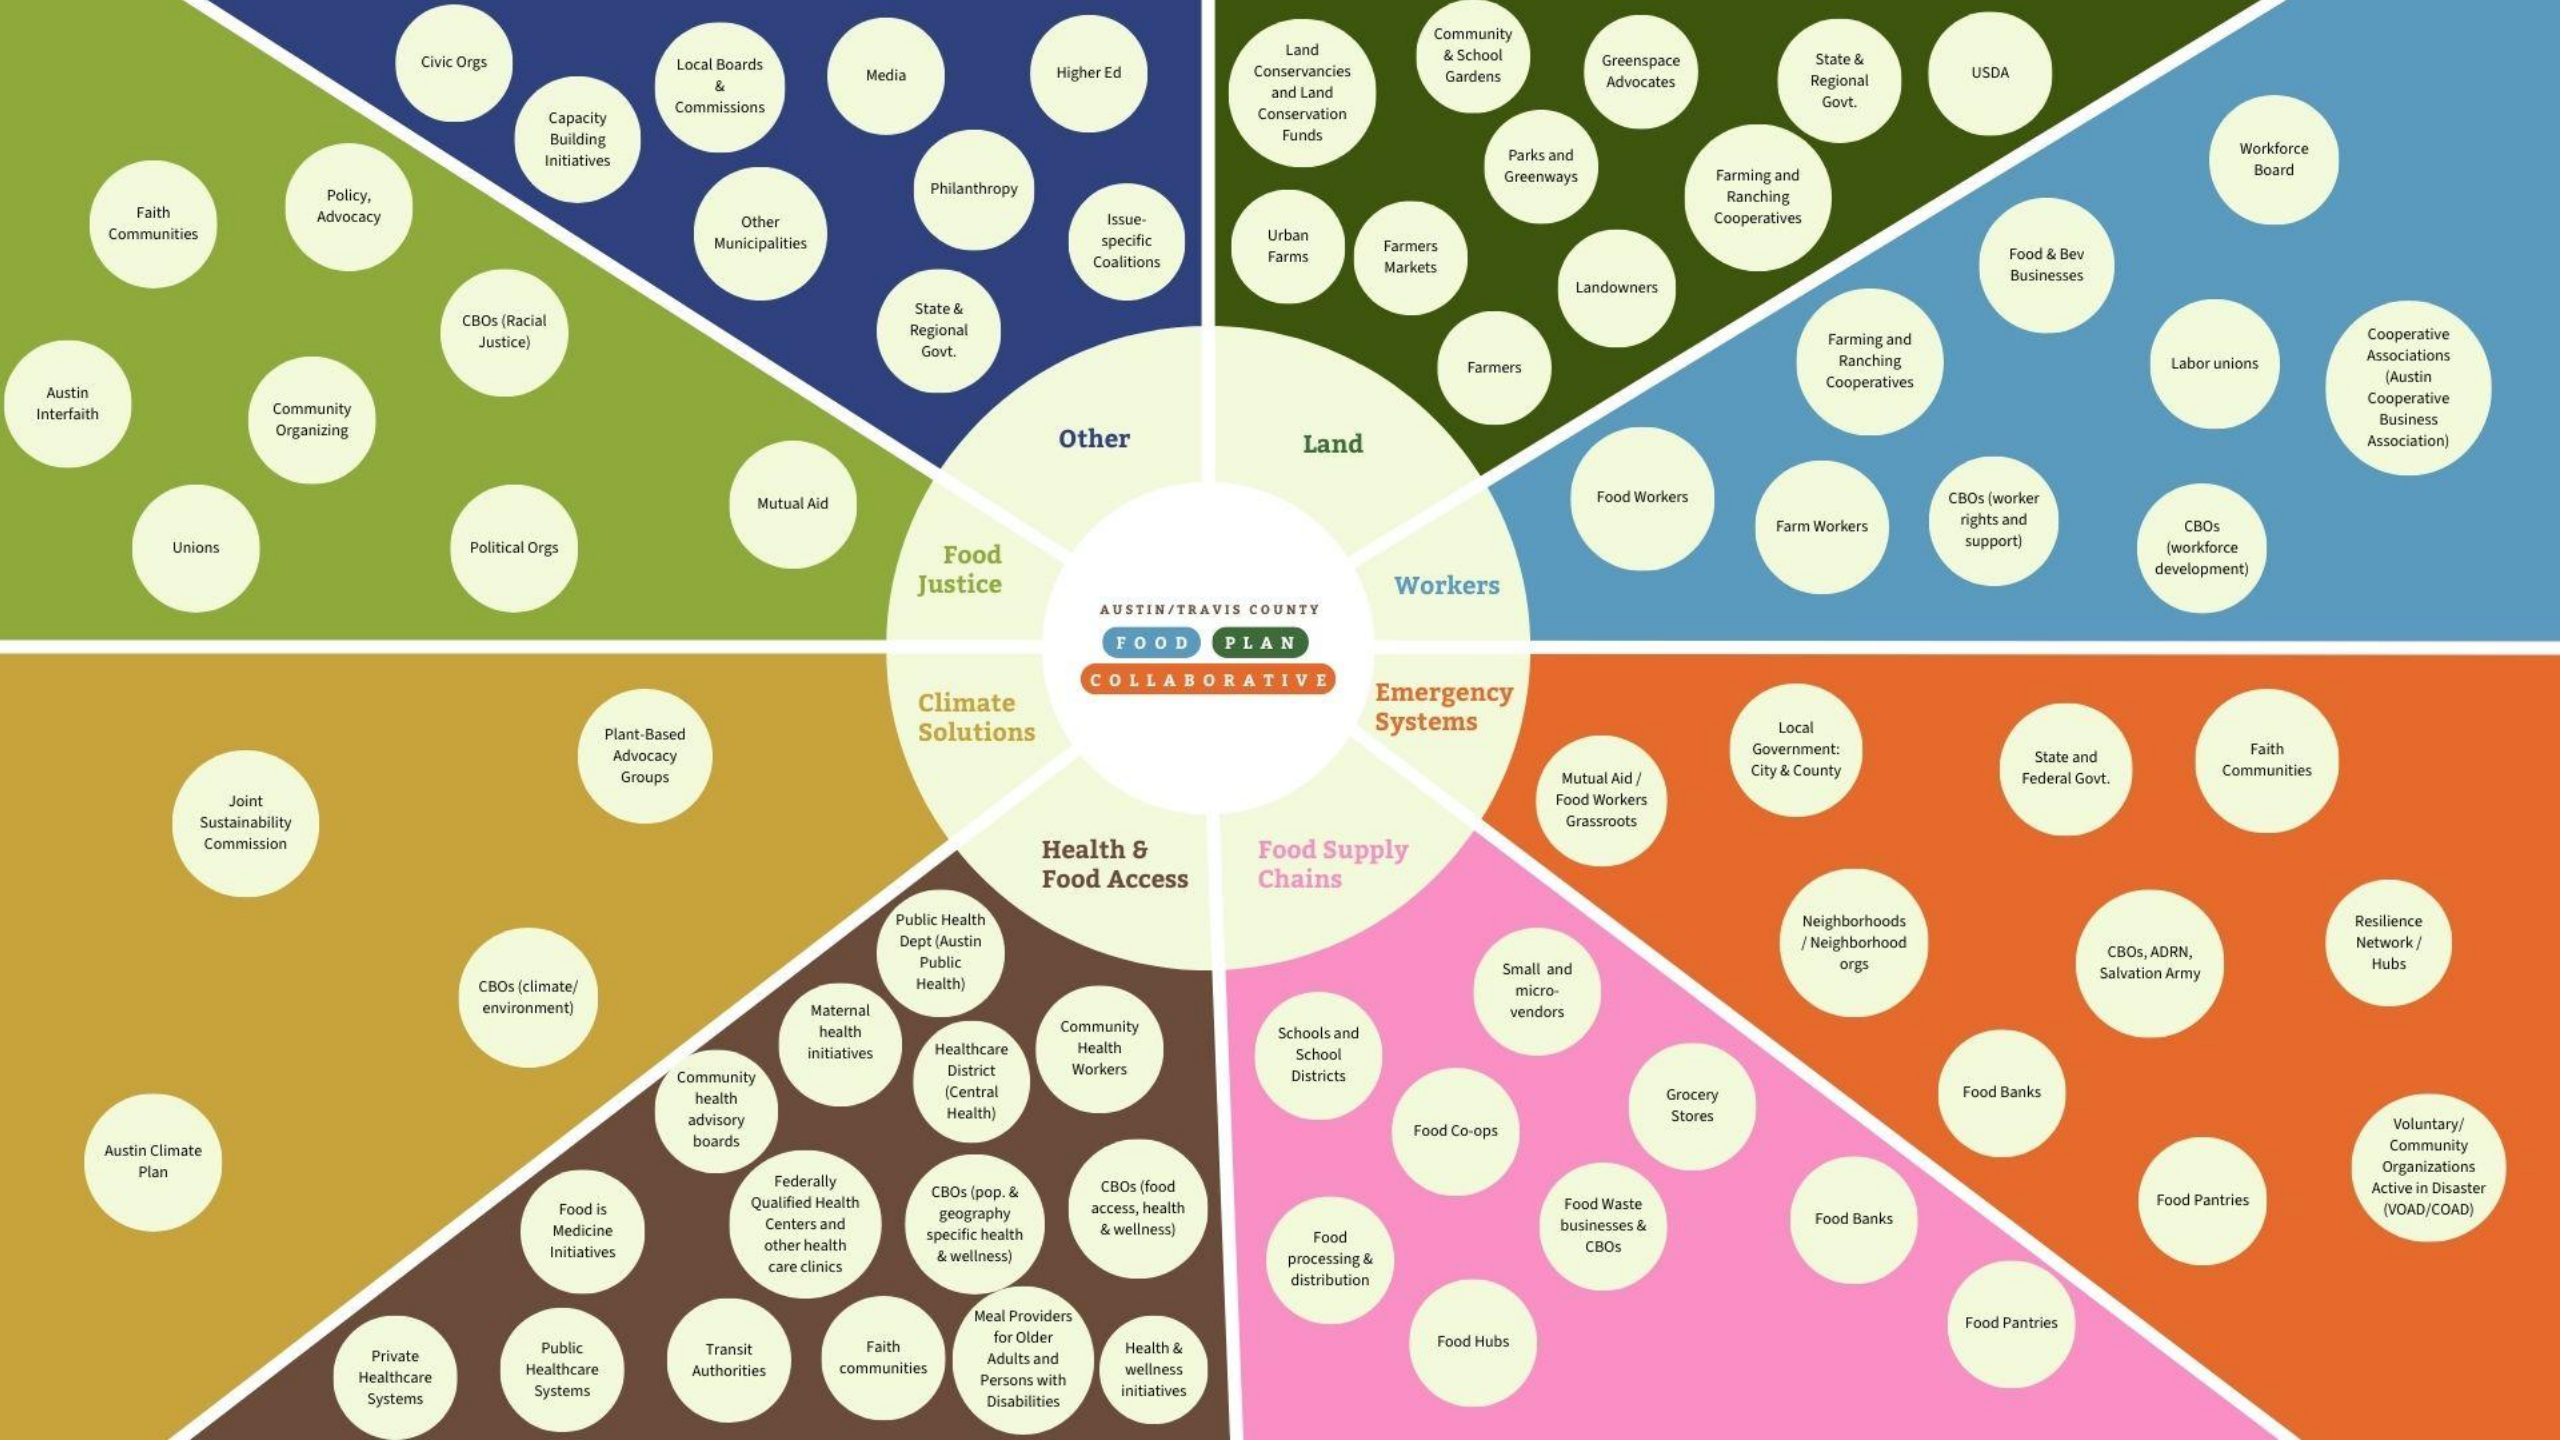 AUSTIN/TRAVIS COUNTY
FOOD PLAN
COLLABORATIVE
Other
Civic Orgs
Capacity
Building
Initiatives
Local Boards
&
Commissions
Media
Higher Ed
Other
Municipalities
Philanthropy
Issue-
specific
Coalitions
State &
Regional
Govt.
Land
Land
Conservancies
and Land
Conservation
Funds
Community
& School
Gardens
Greenspace
Advocates
State &
Regional
Govt.
USDA
Parks and
Greenways
Farming and
Ranching
Cooperatives
Urban
Farms
Farmers
Markets
Landowners
Farmers
Workers
Workforce
Board
Food & Bev
Businesses
Farming and
Ranching
Cooperatives
Labor unions
Cooperative
Associations
(Austin
Cooperative
Business
Association)
Food Workers
Farm Workers
CBOs (worker
rights and
support)
CBOs
(workforce
development)
Emergency
Systems
Mutual Aid /
Food Workers
Grassroots
Local
Government:
City & County
State and
Federal Govt.
Faith
Communities
Neighborhoods
/ Neighborhood
orgs
CBOs, ADRN,
Salvation Army
Resilience
Network /
Hubs
Food Banks
Food Pantries
Voluntary/
Community
Organizations
Active in Disaster
(VOAD/COAD)
Food Supply
Chains
Small and
micro-
vendors
Schools and
School
Districts
Food Co-ops
Grocery
Stores
Food
processing &
distribution
Food Waste
businesses &
CBOs
Food Banks
Food Hubs
Food Pantries
Health &
Food Access
Public Health
Dept (Austin
Public
Health)
Maternal
health
initiatives
Healthcare
District
(Central
Health)
Community
Health
Workers
Community
health
advisory
boards
Food is
Medicine
Initiatives
Federally
Qualified Health
Centers and
other health
care clinics
CBOs (pop. &
geography
specific health
& wellness)
CBOs (food
access, health
& wellness)
Private
Healthcare
Systems
Public
Healthcare
Systems
Transit
Authorities
Faith
communities
Meal Providers
for Older
Adults and
Persons with
Disabilities
Health &
wellness
initiatives
Climate
Solutions
Plant-Based
Advocacy
Groups
Joint
Sustainability
Commission
CBOs (climate/
environment)
Austin Climate
Plan
Food
Justice
Faith
Communities
Policy,
Advocacy
CBOs (Racial
Justice)
Austin
Interfaith
Community
Organizing
Mutual Aid
Unions
Political Orgs